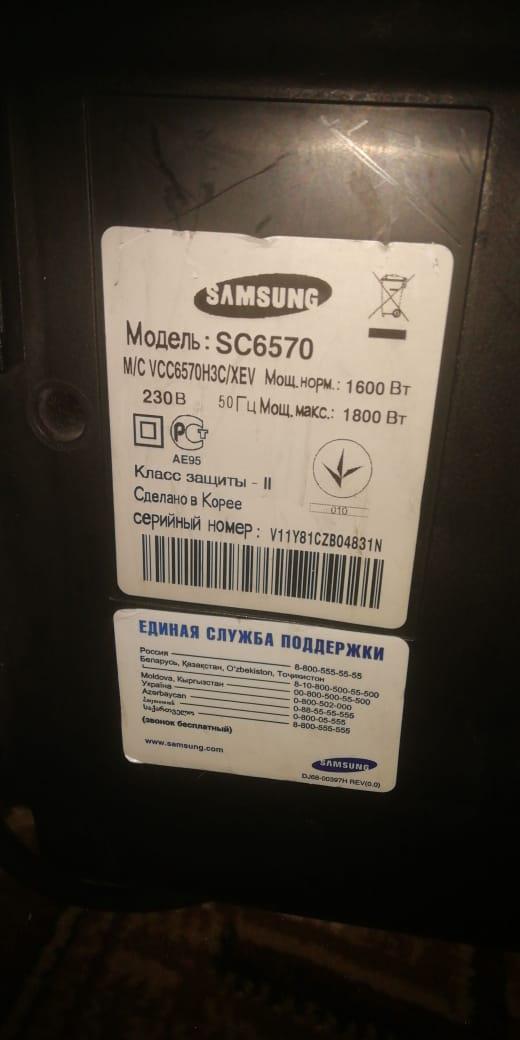 SAMSUNG
Модель: SC6570
M/C VCC6570H3C/XEV Мощ.норм.: 1600 Вт
230В 50Гц Мощ.макс.: 1800 Вт
РСТ
AE95
Класс защиты - II
Сделано в Корее
010
серийный номер: V11Y81CZB04831N
ЕДИНАЯ СЛУЖБА ПОДДЕРЖКИ
Россия 8-800-555-55-55
Беларусь, Қазақстан, O'zbekiston, Тоҷикистон
8-10-800-500-55-500
Moldova, Кыргызстан 00-800-500-55-500
Україна 0-800-502-000
Azərbaycan 0-88-55-55-555
0-800-05-555
საქართველო 8-800-555-555
(звонок бесплатный)
www.samsung.com
SAMSUNG
DJ68-00397H REV(0.0)